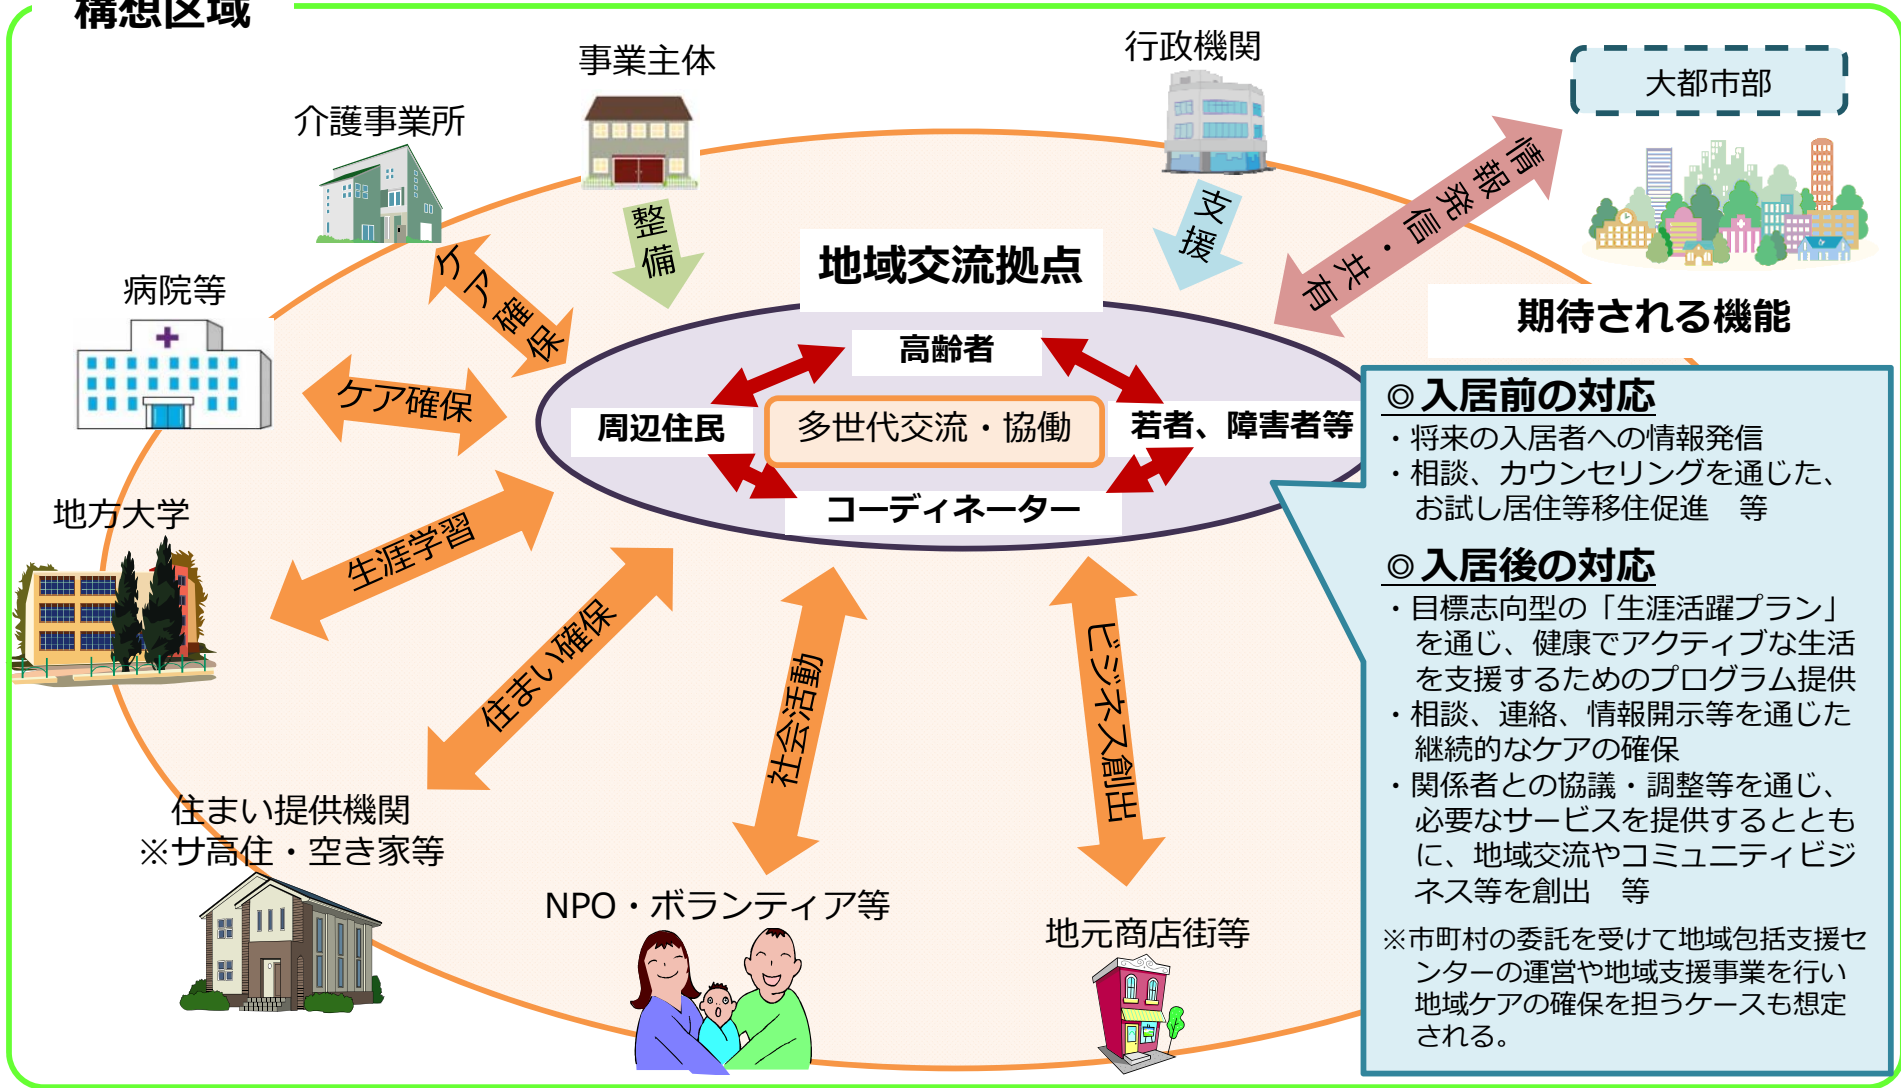 構想区域
事業主体
行政機関
大都市部
介護事業所
整備
支援
情報発信・共有
ケア確保
地域交流拠点
病院等
期待される機能
高齢者
ケア確保
周辺住民
多世代交流・協働
若者、障害者等
コーディネーター
地方大学
生涯学習
住まい確保
社会活動
ビジネス創出
住まい提供機関
※サ高住・空き家等
NPO・ボランティア等
地元商店街等
◎入居前の対応
・将来の入居者への情報発信
・相談、カウンセリングを通じた、
お試し居住等移住促進　等
◎入居後の対応
・目標志向型の「生涯活躍プラン」
を通じ、健康でアクティブな生活
を支援するためのプログラム提供
・相談、連絡、情報開示等を通じた
継続的なケアの確保
・関係者との協議・調整等を通じ、
必要なサービスを提供するととも
に、地域交流やコミュニティビジ
ネス等を創出　等
※市町村の委託を受けて地域包括支援セ
ンターの運営や地域支援事業を行い
地域ケアの確保を担うケースも想定
される。